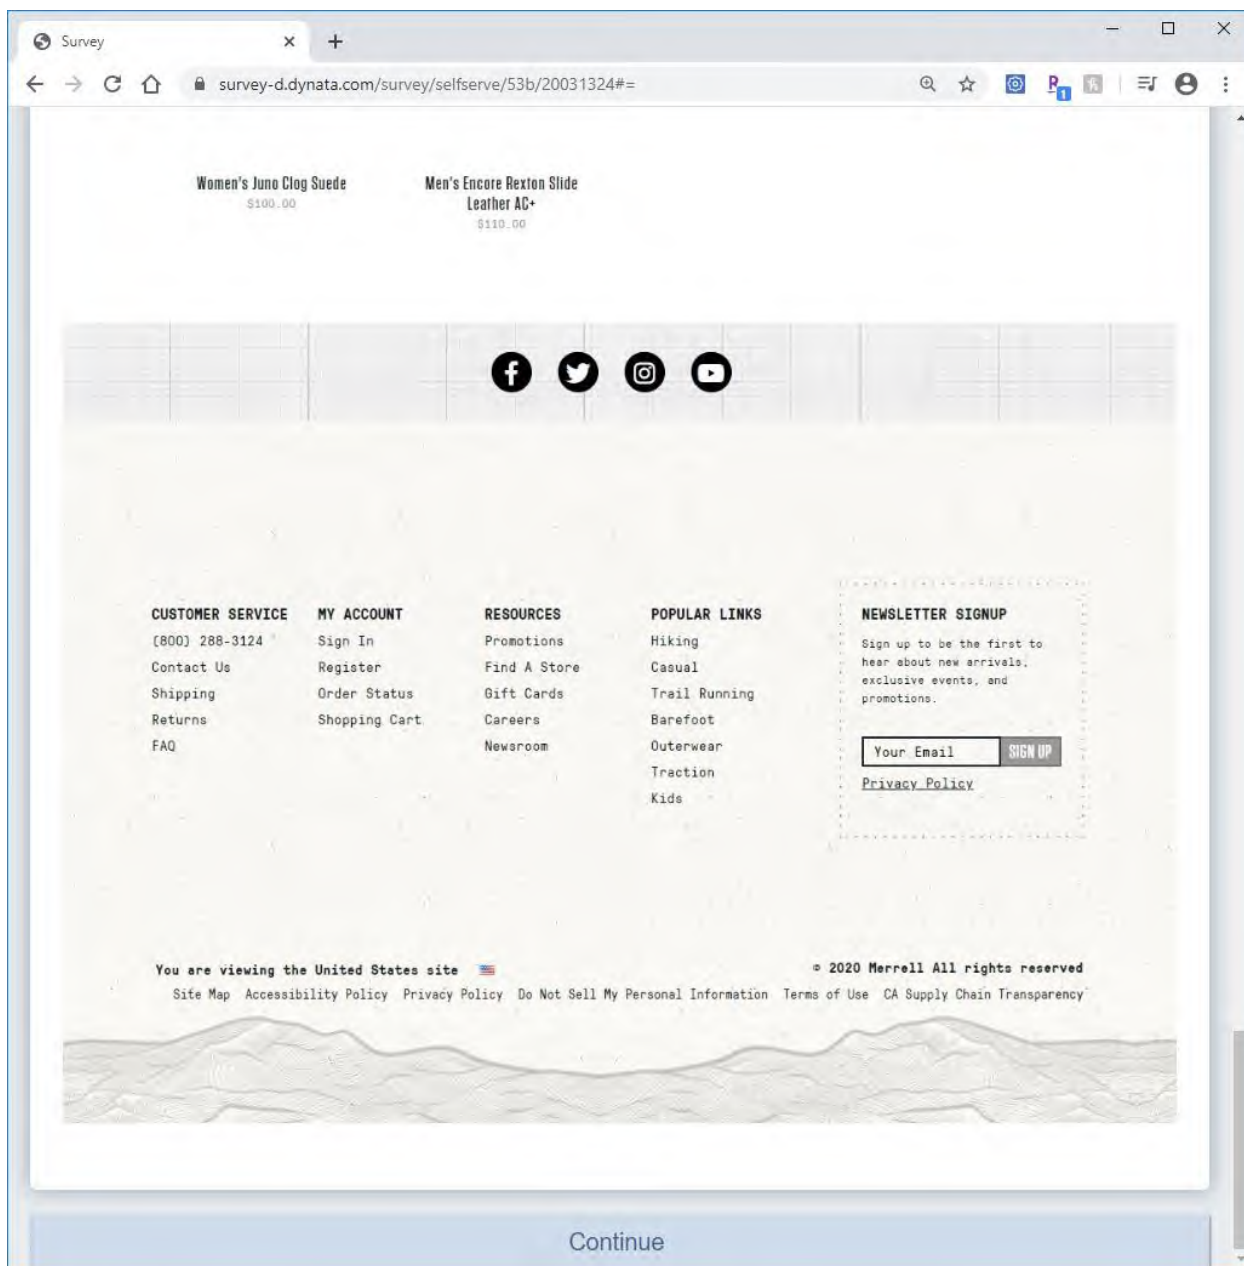 Survey
survey-d.dynata.com/survey/selfserve/53b/20031324#=
1
Women's Juno Clog Suede
$100.00
Men's Encore Rexton Slide
Leather AC+
$110.00
CUSTOMER SERVICE
(800) 288-3124
Contact Us
Shipping
Returns
FAQ
MY ACCOUNT
Sign In
Register
Order Status
Shopping Cart
RESOURCES
Promotions
Find A Store
Gift Cards
Careers
Newsroom
POPULAR LINKS
Hiking
Casual
Trail Running
Barefoot
Outerwear
Traction
Kids
NEWSLETTER SIGNUP
Sign up to be the first to
hear about new arrivals,
exclusive events, and
promotions.
Your Email SIGN UP
Privacy Policy
You are viewing the United States site
© 2020 Merrell All rights reserved
Site Map Accessibility Policy Privacy Policy Do Not Sell My Personal Information Terms of Use CA Supply Chain Transparency
Continue